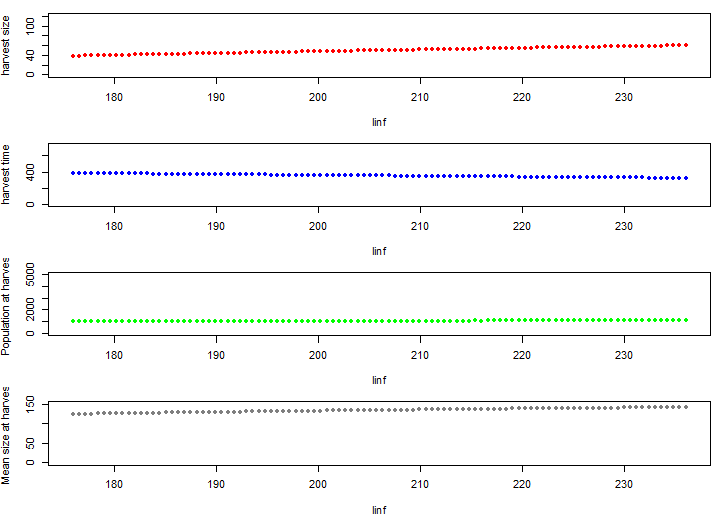 harvest size
0 40 100
180 190 200 210 220 230
linf
harvest time
0 400
180 190 200 210 220 230
linf
Population at harves
0 2000 5000
180 190 200 210 220 230
linf
Mean size at harves
0 50 150
180 190 200 210 220 230
linf